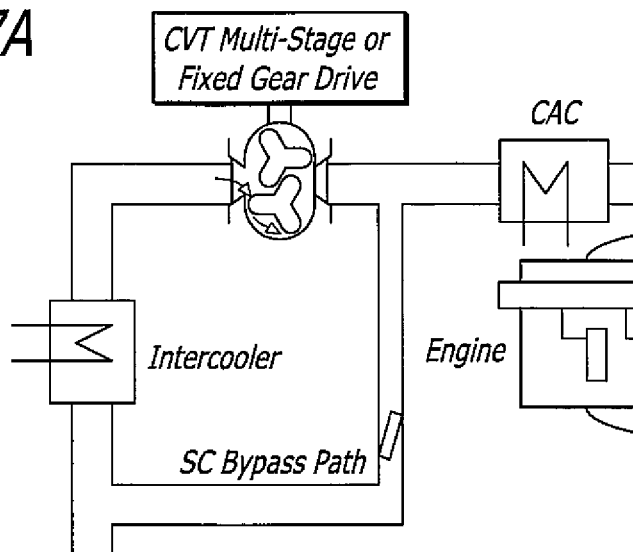 7A
CVT Multi-Stage or
Fixed Gear Drive
CAC
Intercooler
Engine
SC Bypass Path